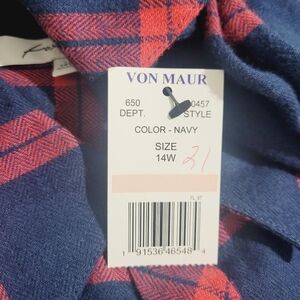 VON MAUR
650
DEPT.
0457
STYLE
COLOR - NAVY
SIZE
14W
21
1 91536 46548 4